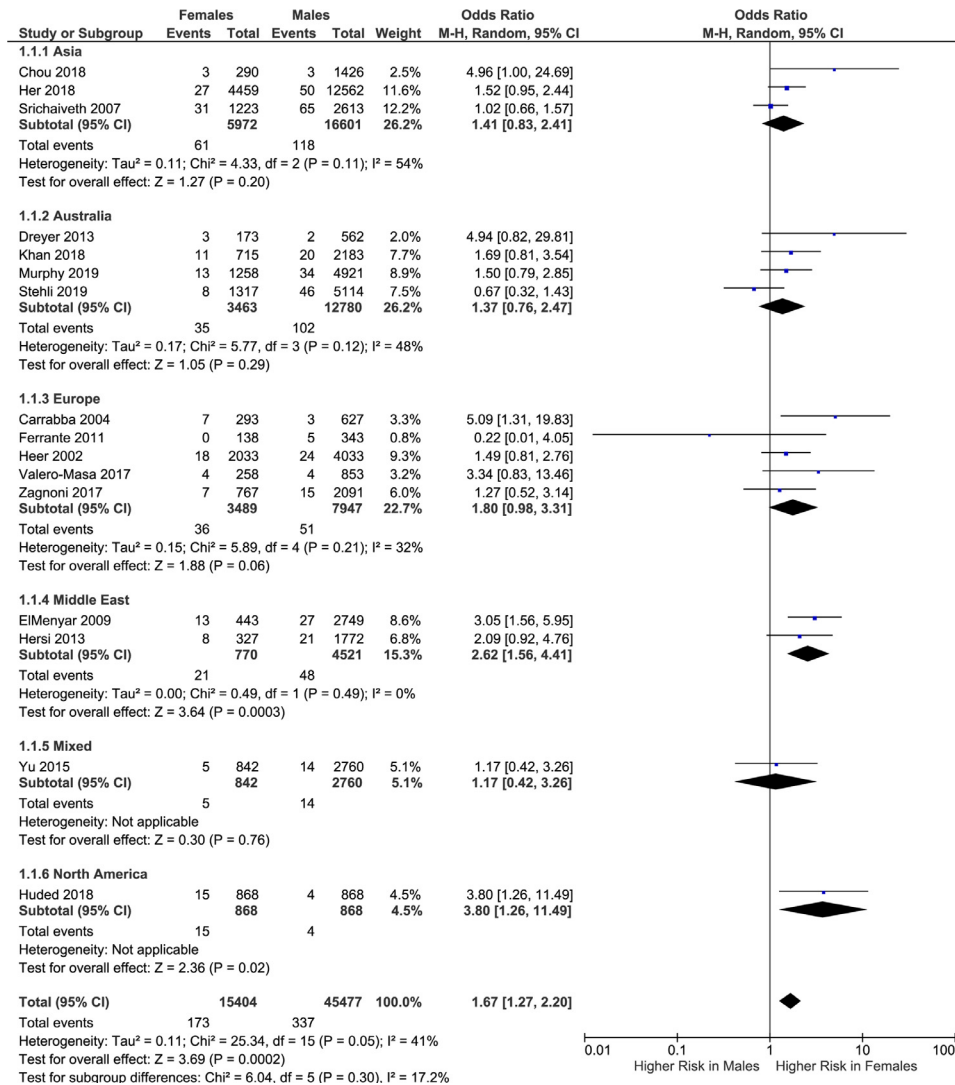 Females Males Odds Ratio Odds Ratio
Study or Subgroup Events Total Events Total Weight M-H, Random, 95% CI M-H, Random, 95% CI
1.1.1 Asia
Chou 2018 3 290 3 1426 2.5% 4.96 [1.00, 24.69]
Her 2018 27 4459 50 12562 11.6% 1.52 [0.95, 2.44]
Srichaiveth 2007 31 1223 65 2613 12.2% 1.02 [0.66, 1.57]
Subtotal (95% CI) 5972 16601 26.2% 1.41 [0.83, 2.41]
Total events 61 118
Heterogeneity: Tau² = 0.11; Chi² = 4.33, df = 2 (P = 0.11); I² = 54%
Test for overall effect: Z = 1.27 (P = 0.20)
1.1.2 Australia
Dreyer 2013 3 173 2 562 2.0% 4.94 [0.82, 29.81]
Khan 2018 11 715 20 2183 7.7% 1.69 [0.81, 3.54]
Murphy 2019 13 1258 34 4921 8.9% 1.50 [0.79, 2.85]
Stehli 2019 8 1317 46 5114 7.5% 0.67 [0.32, 1.43]
Subtotal (95% CI) 3463 12780 26.2% 1.37 [0.76, 2.47]
Total events 35 102
Heterogeneity: Tau² = 0.17; Chi² = 5.77, df = 3 (P = 0.12); I² = 48%
Test for overall effect: Z = 1.05 (P = 0.29)
1.1.3 Europe
Carrabba 2004 7 293 3 627 3.3% 5.09 [1.31, 19.83]
Ferrante 2011 0 138 5 343 0.8% 0.22 [0.01, 4.05]
Heer 2002 18 2033 24 4033 9.3% 1.49 [0.81, 2.76]
Valero-Masa 2017 4 258 4 853 3.2% 3.34 [0.83, 13.46]
Zagnoni 2017 7 767 15 2091 6.0% 1.27 [0.52, 3.14]
Subtotal (95% CI) 3489 7947 22.7% 1.80 [0.98, 3.31]
Total events 36 51
Heterogeneity: Tau² = 0.15; Chi² = 5.89, df = 4 (P = 0.21); I² = 32%
Test for overall effect: Z = 1.88 (P = 0.06)
1.1.4 Middle East
ElMenyar 2009 13 443 27 2749 8.6% 3.05 [1.56, 5.95]
Hersi 2013 8 327 21 1772 6.8% 2.09 [0.92, 4.76]
Subtotal (95% CI) 770 4521 15.3% 2.62 [1.56, 4.41]
Total events 21 48
Heterogeneity: Tau² = 0.00; Chi² = 0.49, df = 1 (P = 0.49); I² = 0%
Test for overall effect: Z = 3.64 (P = 0.0003)
1.1.5 Mixed
Yu 2015 5 842 14 2760 5.1% 1.17 [0.42, 3.26]
Subtotal (95% CI) 842 2760 5.1% 1.17 [0.42, 3.26]
Total events 5 14
Heterogeneity: Not applicable
Test for overall effect: Z = 0.30 (P = 0.76)
1.1.6 North America
Huded 2018 15 868 4 868 4.5% 3.80 [1.26, 11.49]
Subtotal (95% CI) 868 868 4.5% 3.80 [1.26, 11.49]
Total events 15 4
Heterogeneity: Not applicable
Test for overall effect: Z = 2.36 (P = 0.02)
Total (95% CI) 15404 45477 100.0% 1.67 [1.27, 2.20]
Total events 173 337
Heterogeneity: Tau² = 0.11; Chi² = 25.34, df = 15 (P = 0.05); I² = 41%
Test for overall effect: Z = 3.69 (P = 0.0002)
Test for subgroup differences: Chi² = 6.04, df = 5 (P = 0.30), I² = 17.2%
0.01 0.1 1 10 100
Higher Risk in Males Higher Risk in Females